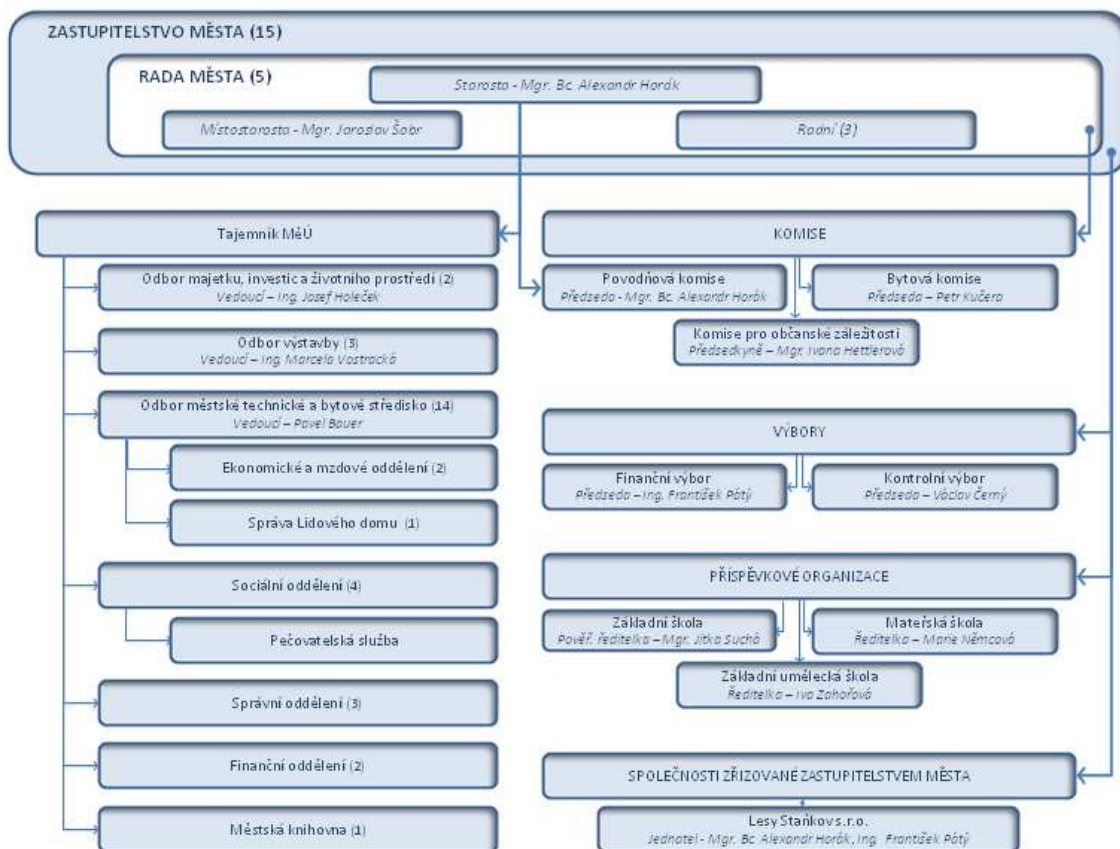 ZASTUPITELSTVO MĚSTA (15)
RADA MĚSTA (5)
Starosta - Mgr. Bc. Alexandr Horák
Místostarosta - Mgr. Jaroslav Šobr
Radní (3)
Tajemník MěÚ
Odbor majetku, investic a životního prostředí (2)
Vedoucí – Ing. Josef Holeček
Odbor výstavby (3)
Vedoucí – Ing. Marcela Vostracká
Odbor městské technické a bytové středisko (14)
Vedoucí – Pavel Bauer
Ekonomické a mzdové oddělení (2)
Správa Lidového domu (1)
Sociální oddělení (4)
Pečovatelská služba
Správní oddělení (3)
Finanční oddělení (2)
Městská knihovna (1)
KOMISE
Povodňová komise
Předseda - Mgr. Bc. Alexandr Horák
Bytová komise
Předseda – Petr Kučera
Komise pro občanské záležitosti
Předsedkyně – Mgr. Ivana Hettlerová
VÝBORY
Finanční výbor
Předseda – Ing. František Pátý
Kontrolní výbor
Předseda – Václav Černý
PŘÍSPĚVKOVÉ ORGANIZACE
Základní škola
Pověř. ředitelka – Mgr. Jitka Suchá
Mateřská škola
Ředitelka – Marie Němcová
Základní umělecká škola
Ředitelka – Iva Zahořová
SPOLEČNOSTI ZŘIZOVANÉ ZASTUPITELSTVEM MĚSTA
Lesy Staňkov s.r.o.
Jednatel - Mgr. Bc. Alexandr Horák, Ing. František Pátý